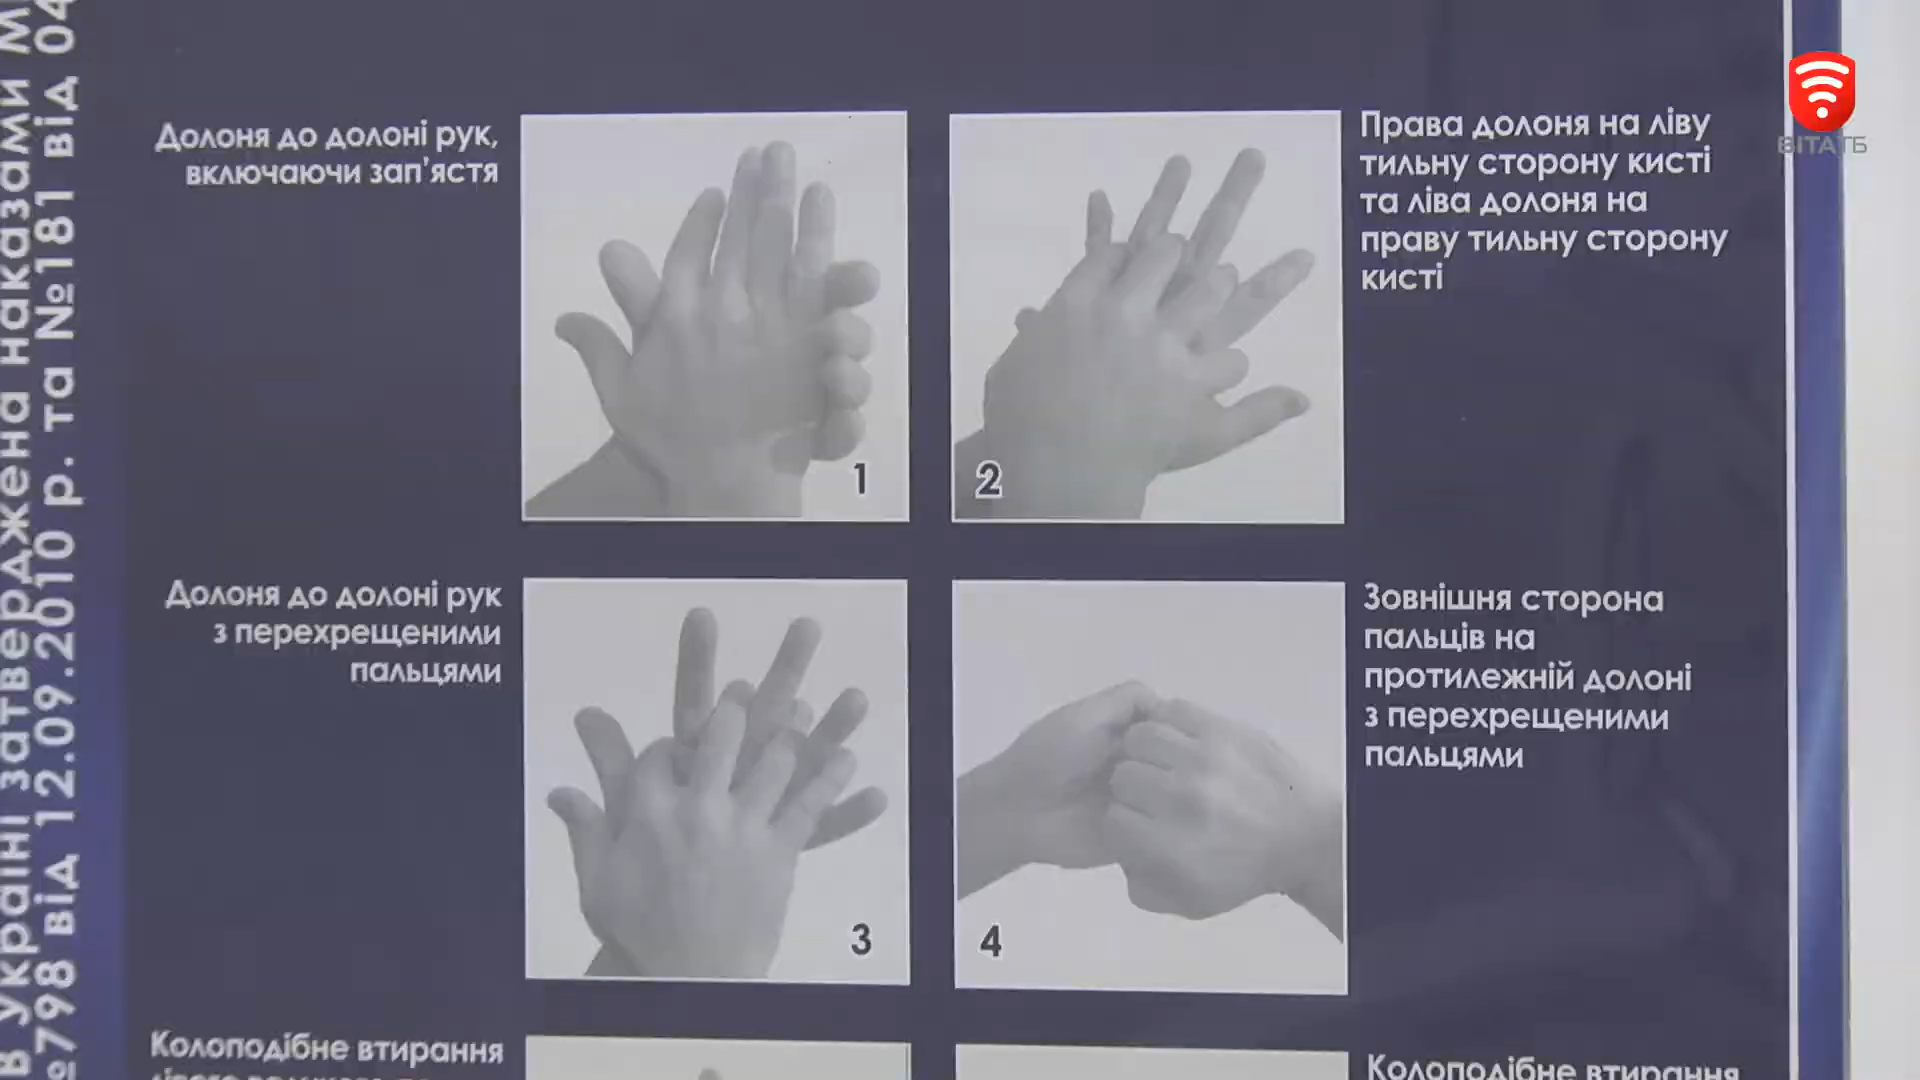 в Україні затверджена наказами М
№798 від 12.09.2010 р. та №181 від 04
ВІТАТБ
Долоня до долоні рук,
включаючи зап'ястя
1
2
Права долоня на ліву
тильну сторону кисті
та ліва долоня на
праву тильну сторону
кисті
Долоня до долоні рук
з перехрещеними
пальцями
3
4
Зовнішня сторона
пальців на
протилежній долоні
з перехрещеними
пальцями
Колоподібне втирання
Колоподібне втирання